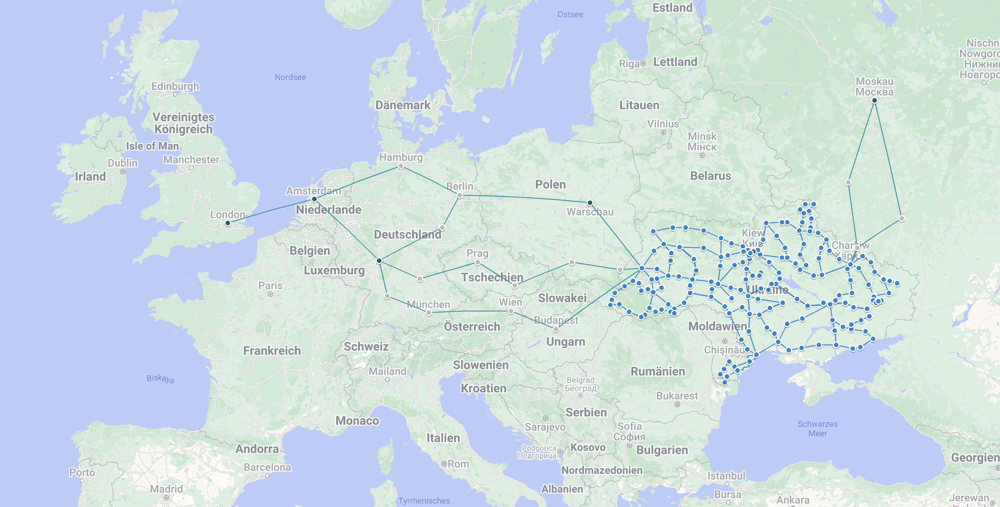 Estland
Ostsee
Nischn
Nowgoro
Нижни
Новгоро
Riga
Lettland
Nordsee
Edinburgh
Moskau
Москва
Dänemark
Litauen
Vereinigtes
Königreich
Vilnius
Isle of Man
Minsk
Мінск
Dublin
Manchester
Hamburg
Irland
Belarus
Berlin
Polen
Amsterdam
London
Niederlande
Warschau
Deutschland
Kiew
Київ
Charkiw
Харків
Belgien
Prag
Luxemburg
Tschechien
Paris
Ukraine
Slowakei
München
Wien
Budapest
Österreich
Moldawien
Ungarn
Schweiz
Frankreich
Chişinău
Slowenien
Mailand
Rumänien
Biskaya
Kroatien
Belgrad
Београд
Bukarest
Serbien
Monaco
Sarajevo
Sofia
София
Schwarzes
Meer
Italien
Andorra
Podgorica
Подгорица
Kosovo
Bulgarien
Georgien
Rom
Barcelona
Porto
Nordmazedonien
Istanbul
Madrid
Albanien
Bursa
Ankara
Jerewan
Tyrrhenisches